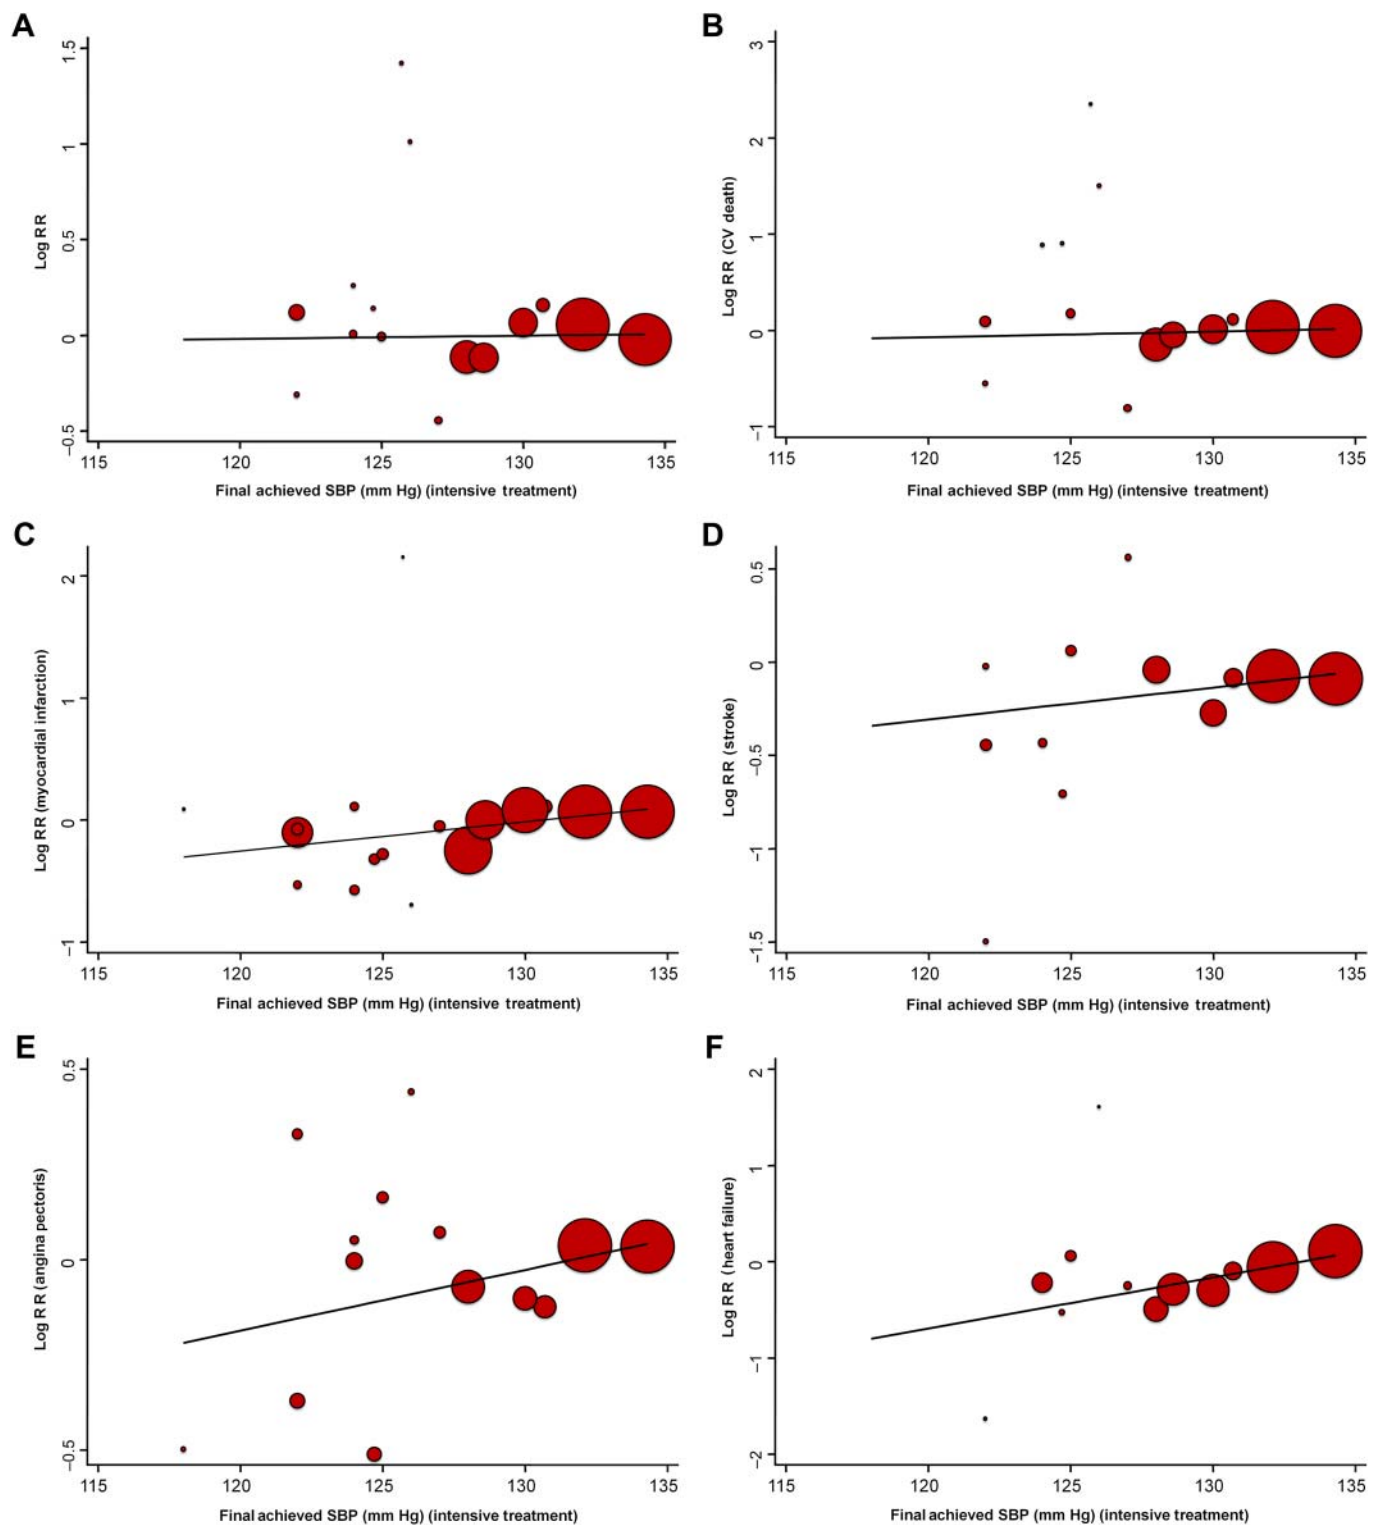 A
Log RR
1.5
1
0.5
0
−0.5
115 120 125 130 135
Final achieved SBP (mm Hg) (intensive treatment)
B
Log RR (CV death)
3
2
1
0
−1
115 120 125 130 135
Final achieved SBP (mm Hg) (intensive treatment)
C
Log RR (myocardial infarction)
2
1
0
−1
115 120 125 130 135
Final achieved SBP (mm Hg) (intensive treatment)
D
Log RR (stroke)
0.5
0
−0.5
−1
−1.5
115 120 125 130 135
Final achieved SBP (mm Hg) (intensive treatment)
E
Log RR (angina pectoris)
0.5
0
−0.5
115 120 125 130 135
Final achieved SBP (mm Hg) (intensive treatment)
F
Log RR (heart failure)
2
1
0
−1
−2
115 120 125 130 135
Final achieved SBP (mm Hg) (intensive treatment)